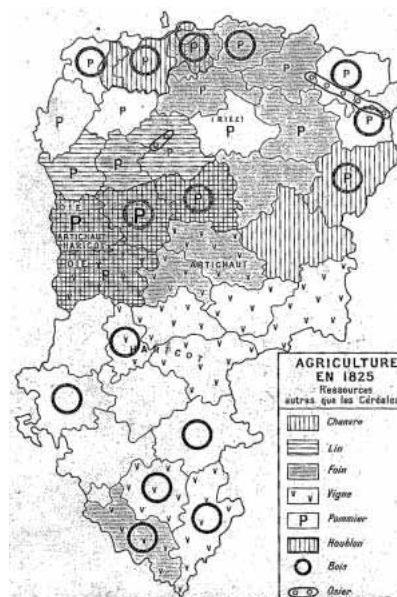 P
P
P
P
P
P
P
P
(RIEZ)
P
P
P
P
P
P
P
P
P
P
ARTICHAUT
HARICOT
OIE
ARTICHAUT
HARICOT
AGRICULTURE
EN 1825
Ressources
autres que les Céréales
Chanvre
Lin
Foin
V V Vigne
P Pommier
Houblon
Bois
Osier